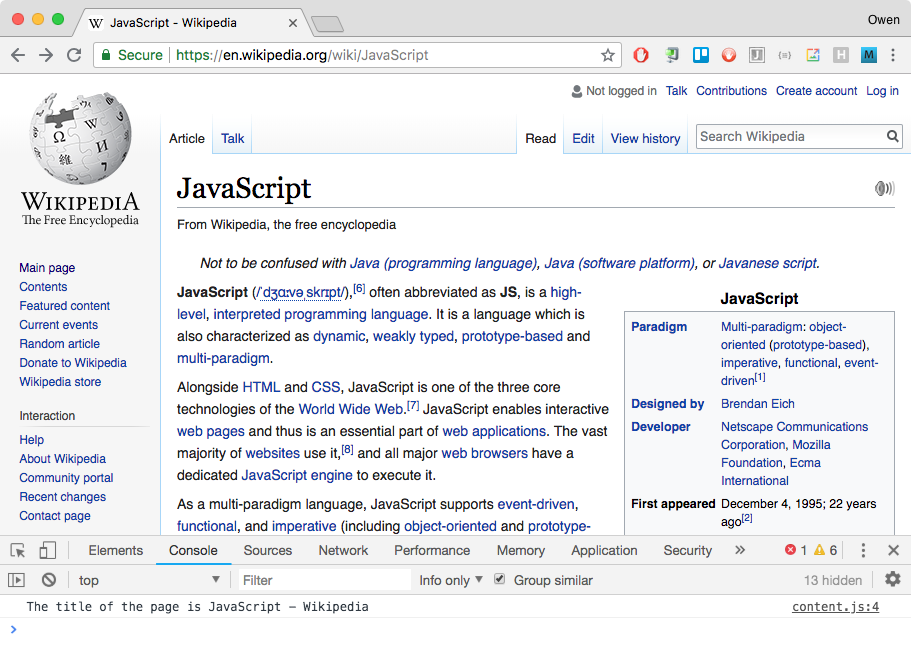 JavaScript - Wikipedia
Owen
Secure https://en.wikipedia.org/wiki/JavaScript
Not logged in Talk Contributions Create account Log in
Article Talk Read Edit View history Search Wikipedia
WIKIPEDIA
The Free Encyclopedia
Main page
Contents
Featured content
Current events
Random article
Donate to Wikipedia
Wikipedia store
Interaction
Help
About Wikipedia
Community portal
Recent changes
Contact page
JavaScript
From Wikipedia, the free encyclopedia
Not to be confused with Java (programming language), Java (software platform), or Javanese script.
JavaScript (/ˈdʒɑːvəˌskrɪpt/),[6] often abbreviated as JS, is a high-
level, interpreted programming language. It is a language which is
also characterized as dynamic, weakly typed, prototype-based and
multi-paradigm.
Alongside HTML and CSS, JavaScript is one of the three core
technologies of the World Wide Web.[7] JavaScript enables interactive
web pages and thus is an essential part of web applications. The vast
majority of websites use it,[8] and all major web browsers have a
dedicated JavaScript engine to execute it.
As a multi-paradigm language, JavaScript supports event-driven,
functional, and imperative (including object-oriented and prototype-
JavaScript
Paradigm Multi-paradigm: object-
oriented (prototype-based),
imperative, functional, event-
driven[1]
Designed by Brendan Eich
Developer Netscape Communications
Corporation, Mozilla
Foundation, Ecma
International
First appeared December 4, 1995; 22 years
ago[2]
Elements Console Sources Network Performance Memory Application Security » 1 6
top Filter Info only Group similar 13 hidden
The title of the page is JavaScript - Wikipedia content.js:4
>